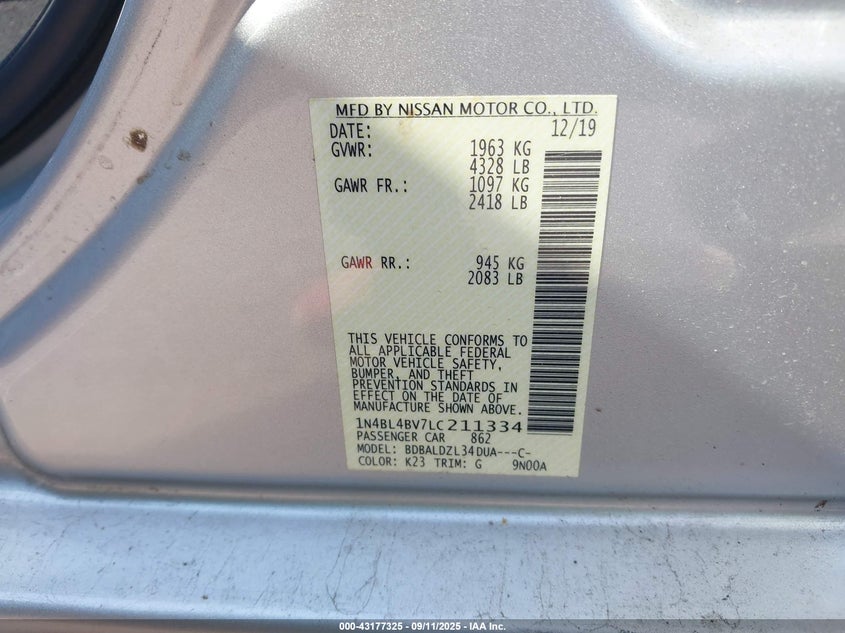 MFD BY NISSAN MOTOR CO., LTD.
DATE: 12/19
GVWR: 1963 KG
4328 LB
GAWR FR.: 1097 KG
2418 LB
GAWR RR.: 945 KG
2083 LB
THIS VEHICLE CONFORMS TO
ALL APPLICABLE FEDERAL
MOTOR VEHICLE SAFETY,
BUMPER, AND THEFT
PREVENTION STANDARDS IN
EFFECT ON THE DATE OF
MANUFACTURE SHOWN ABOVE.
1N4BL4BV7LC211334
PASSENGER CAR 862
MODEL: BDBALDZL34DUA---C-
COLOR: K23 TRIM: G 9N00A
000-43177325 - 09/11/2025 - IAA Inc.